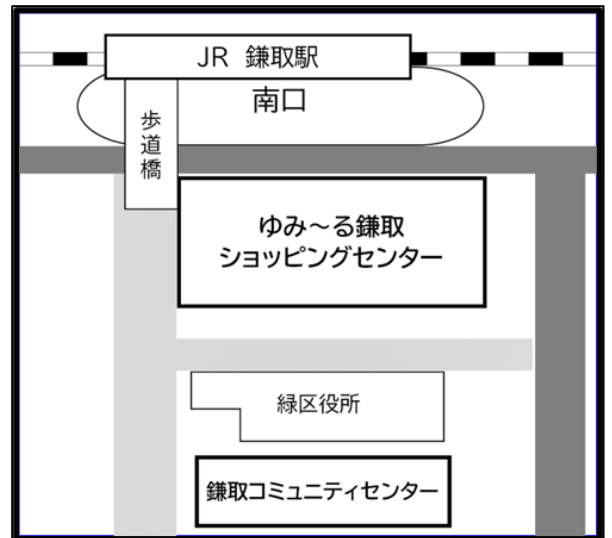 JR 鎌取駅
南口
歩道橋
ゆみ～る鎌取
ショッピングセンター
緑区役所
鎌取コミュニティセンター